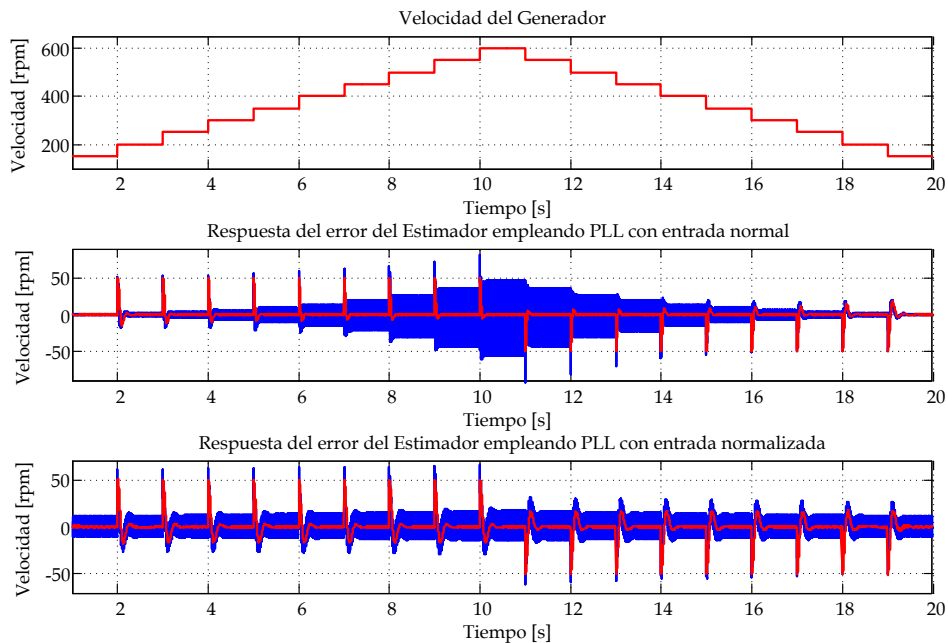 Velocidad del Generador
Velocidad [rpm]
600
400
200
2 4 6 8 10 12 14 16 18 20
Tiempo [s]
Respuesta del error del Estimador empleando PLL con entrada normal
Velocidad [rpm]
50
0
-50
2 4 6 8 10 12 14 16 18 20
Tiempo [s]
Respuesta del error del Estimador empleando PLL con entrada normalizada
Velocidad [rpm]
50
0
-50
2 4 6 8 10 12 14 16 18 20
Tiempo [s]